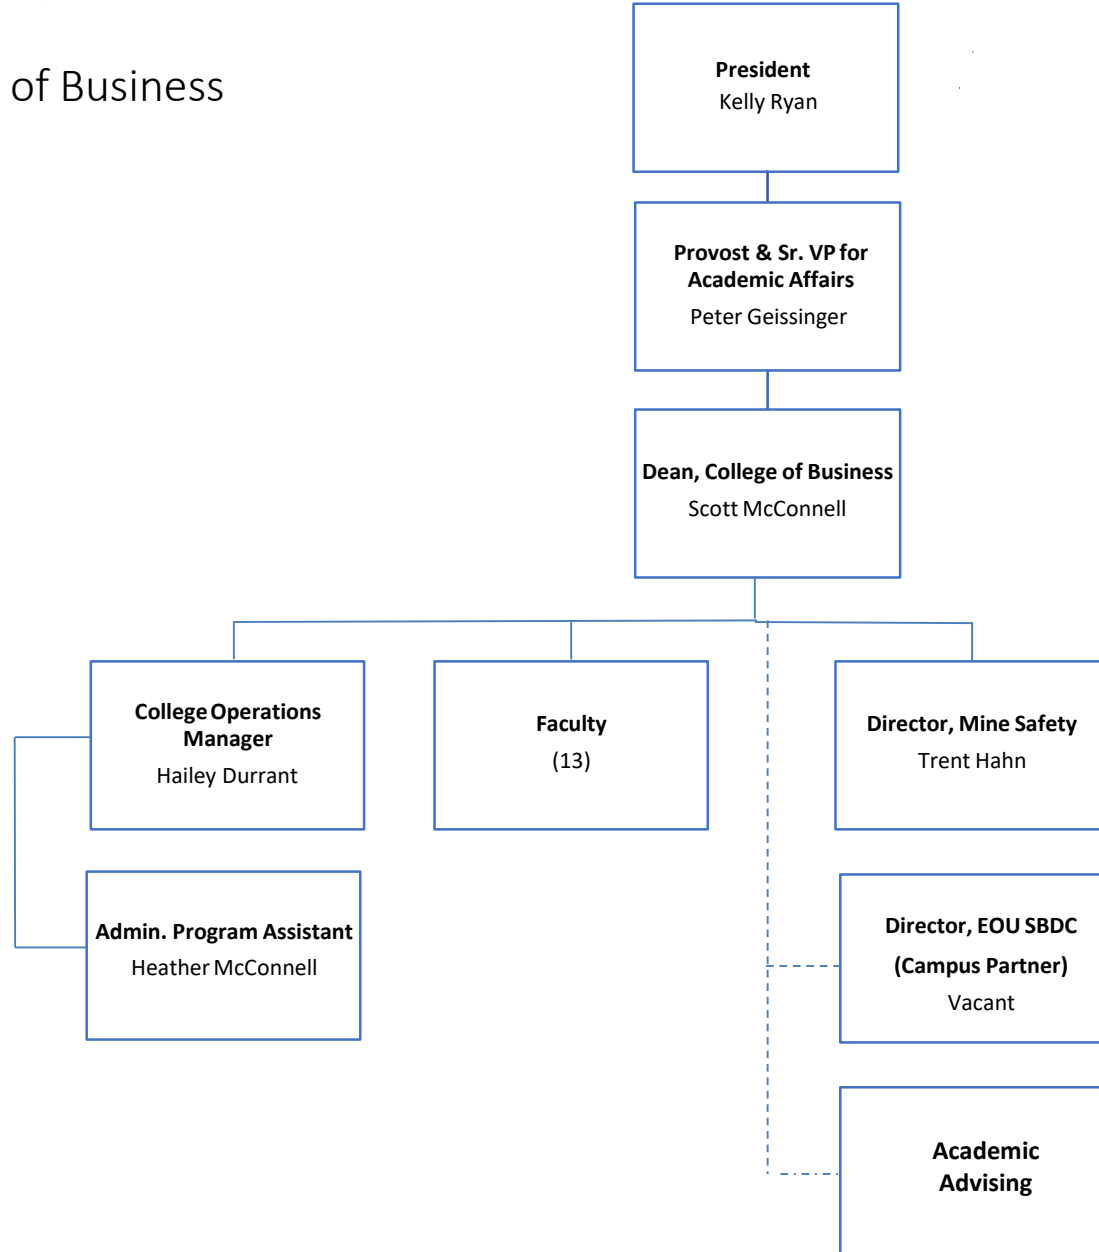 of Business
President
Kelly Ryan
Provost & Sr. VP for
Academic Affairs
Peter Geissinger
Dean, College of Business
Scott McConnell
College Operations
Manager
Hailey Durrant
Faculty
(13)
Director, Mine Safety
Trent Hahn
Admin. Program Assistant
Heather McConnell
Director, EOU SBDC
(Campus Partner)
Vacant
Academic
Advising